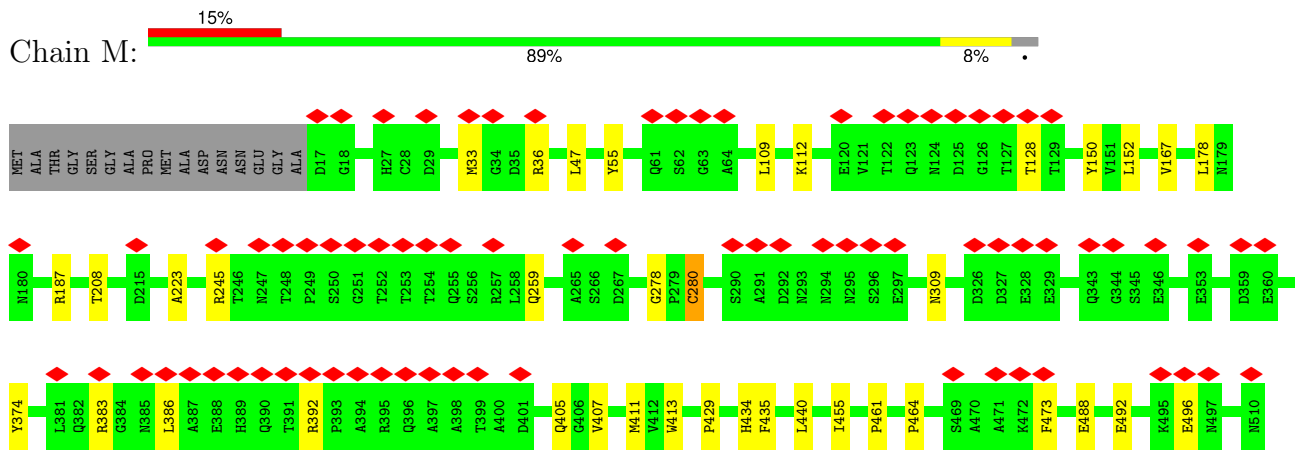 15%
Chain M:
89% 8% •
MET ALA THR GLY SER GLY ALA PRO MET ALA ASP ASN ASN GLU GLY ALA D17 G18 H27 C28 D29 M33 G34 D35 R36 L47 Y55 Q61 S62 G63 A64 L109 K112 E120 V121 T122 Q123 N124 D125 G126 T127 T128 T129 Y150 V151 L152 V167 L178 N179
N180 R187 T208 D215 A223 R245 T246 N247 T248 P249 S250 G251 T252 T253 T254 Q255 S256 R257 L258 Q259 A265 S266 D267 G278 P279 C280 S290 A291 D292 N293 N294 N295 S296 E297 N309 D326 D327 E328 E329 Q343 G344 S345 E346 E353 D359 E360
Y374 L381 Q382 R383 G384 N385 L386 A387 E388 H389 Q390 T391 R392 P393 A394 R395 Q396 A397 A398 T399 A400 D401 Q405 G406 V407 M411 V412 W413 P429 H434 F435 L440 I455 P461 P464 S469 A470 A471 K472 F473 E488 E492 K495 E496 N497 N510